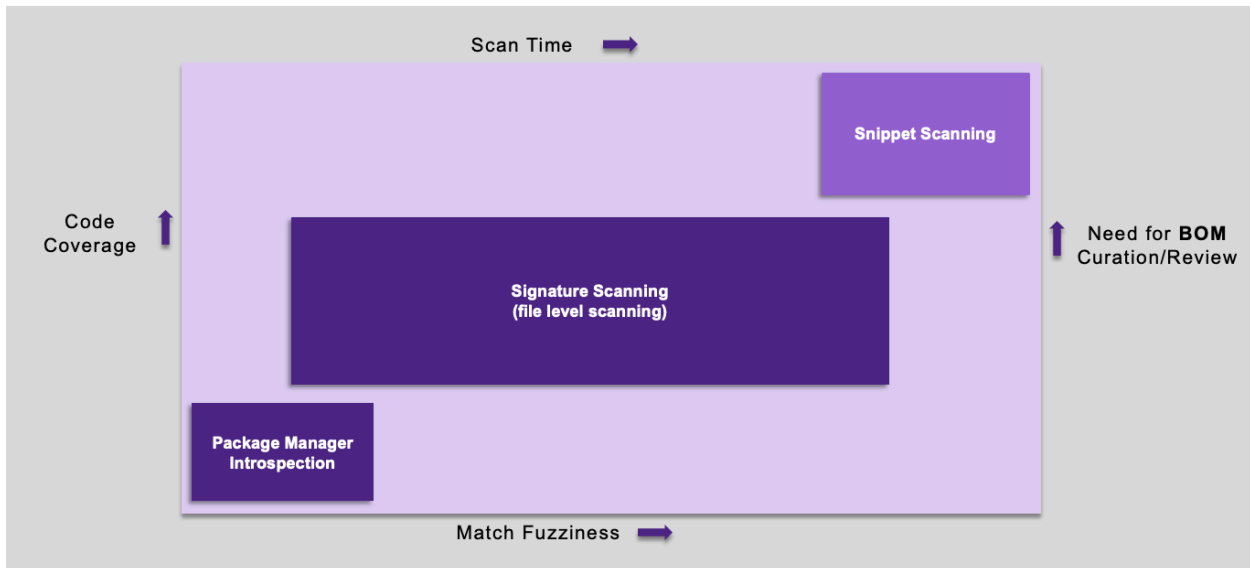 Scan Time
Snippet Scanning
Code
Coverage
Need for BOM
Curation/Review
Signature Scanning
(file level scanning)
Package Manager
Introspection
Match Fuzziness